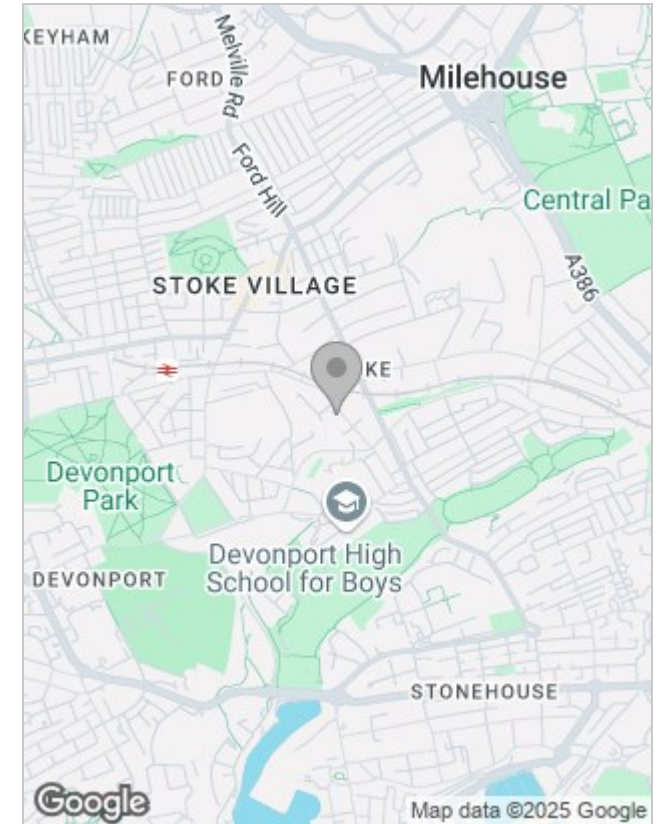 KEYHAM
Melville Rd
FORD
Milehouse
Ford Hill
Central Pa
A386
STOKE VILLAGE
KE
Devonport
Park
Devonport High
School for Boys
DEVONPORT
STONEHOUSE
Google
Map data ©2025 Google